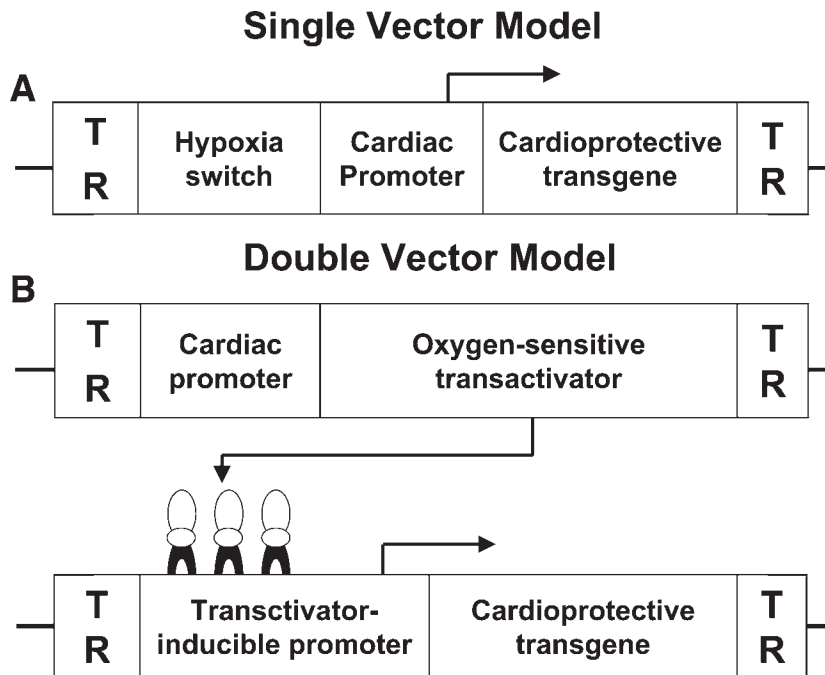 Single Vector Model
A
T
R
Hypoxia
switch
Cardiac
Promoter
Cardioprotective
transgene
T
R
Double Vector Model
B
T
R
Cardiac
promoter
Oxygen-sensitive
transactivator
T
R
T
R
Transctivator-
inducible promoter
Cardioprotective
transgene
T
R